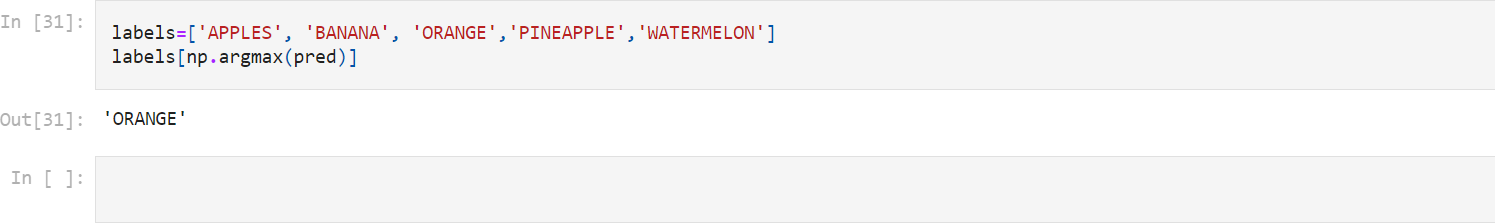 In [31]:
labels=['APPLES', 'BANANA', 'ORANGE','PINEAPPLE','WATERMELON']
labels[np.argmax(pred)]
Out[31]: 'ORANGE'
In [ ]: